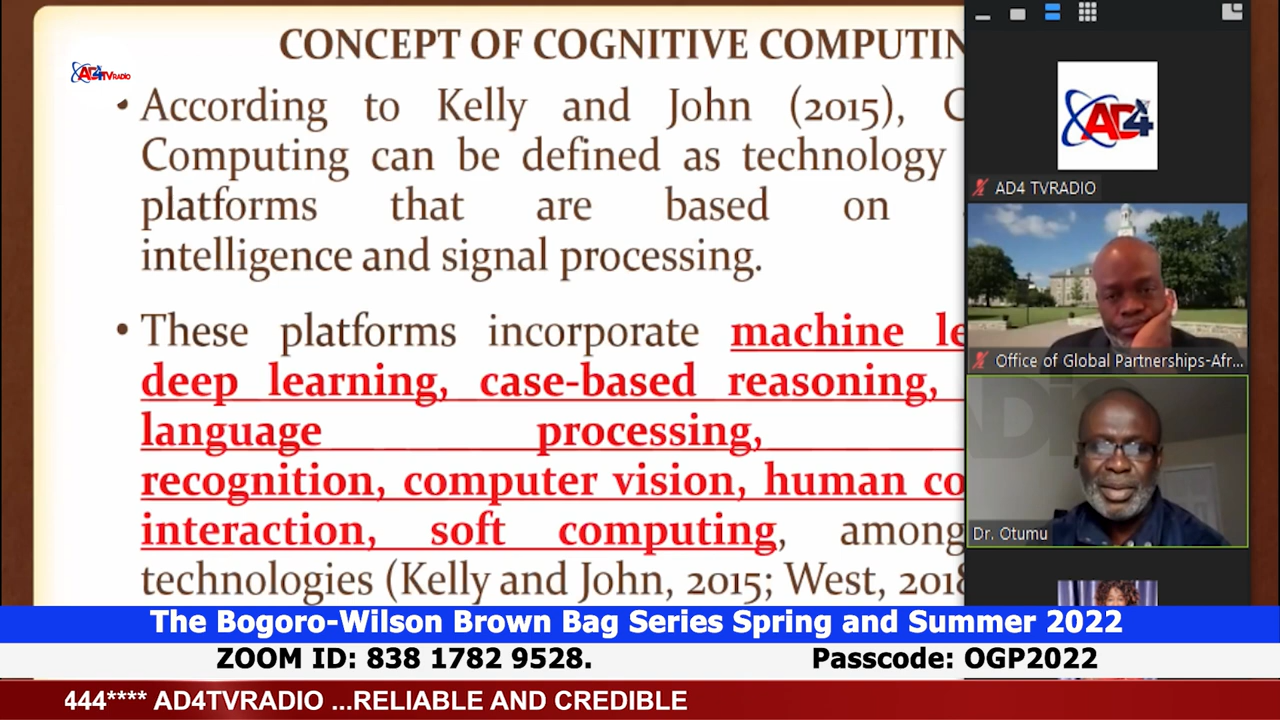 CONCEPT OF COGNITIVE COMPUTIN
AD4TVRADIO
• According to Kelly and John (2015), C
Computing can be defined as technology
platforms that are based on
intelligence and signal processing.
• These platforms incorporate machine le
deep learning, case-based reasoning,
language processing,
recognition, computer vision, human co
interaction, soft computing, among
technologies (Kelly and John, 2015; West, 2018
AD4
AD4 TVRADIO
Office of Global Partnerships-Afr...
Dr. Otumu
The Bogoro-Wilson Brown Bag Series Spring and Summer 2022
ZOOM ID: 838 1782 9528. Passcode: OGP2022
444**** AD4TVRADIO ...RELIABLE AND CREDIBLE